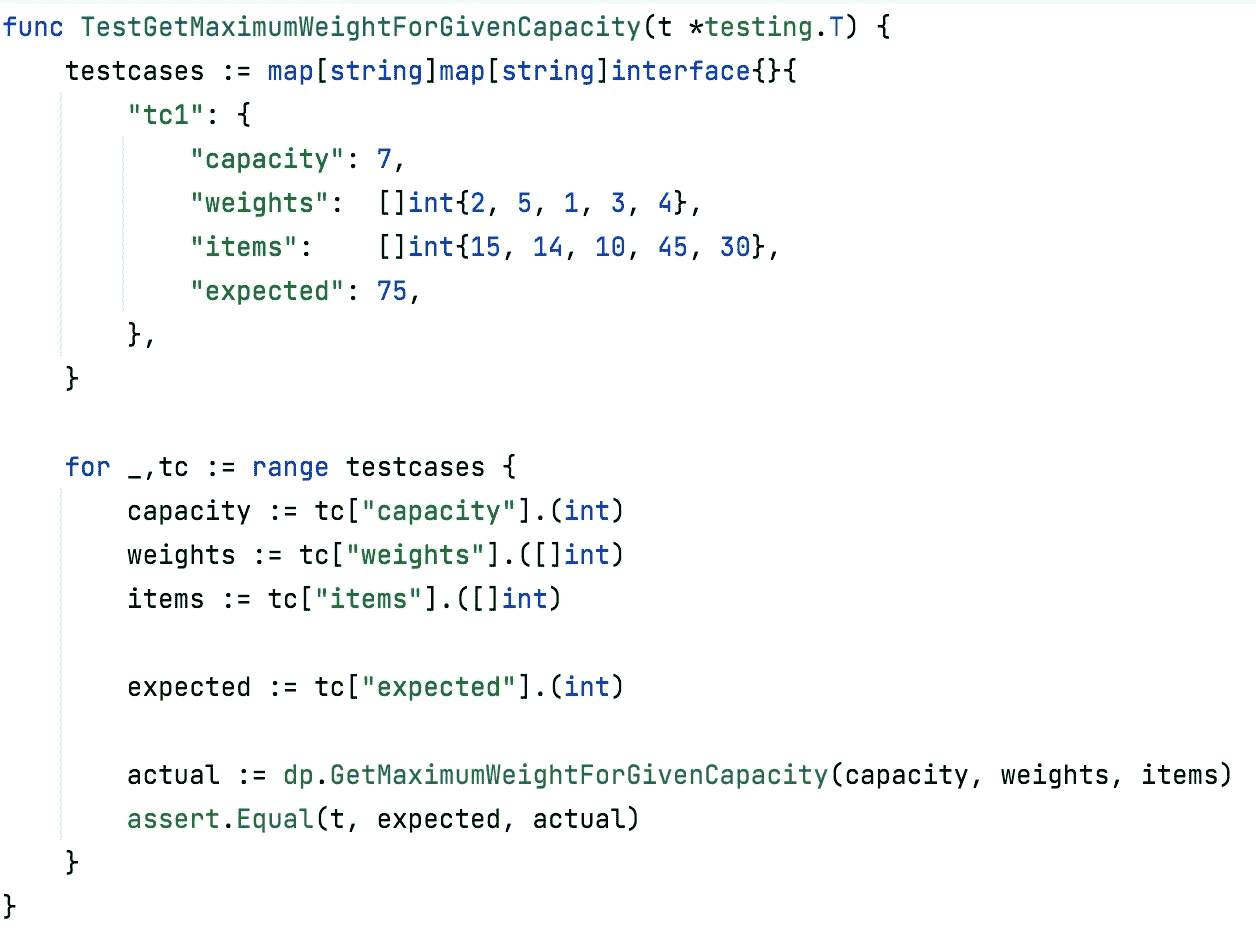 func TestGetMaximumWeightForGivenCapacity(t *testing.T) {
    testcases := map[string]map[string]interface{}{
        "tc1": {
            "capacity": 7,
            "weights":  []int{2, 5, 1, 3, 4},
            "items":    []int{15, 14, 10, 45, 30},
            "expected": 75,
        },
    }

    for _,tc := range testcases {
        capacity := tc["capacity"].(int)
        weights := tc["weights"].([]int)
        items := tc["items"].([]int)

        expected := tc["expected"].(int)

        actual := dp.GetMaximumWeightForGivenCapacity(capacity, weights, items)
        assert.Equal(t, expected, actual)
    }
}